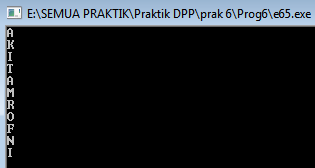 E:\SEMUA PRAKTIK\Praktik DPP\prak 6\Prog6\e65.exe
A
K
I
T
A
M
R
O
F
N
I